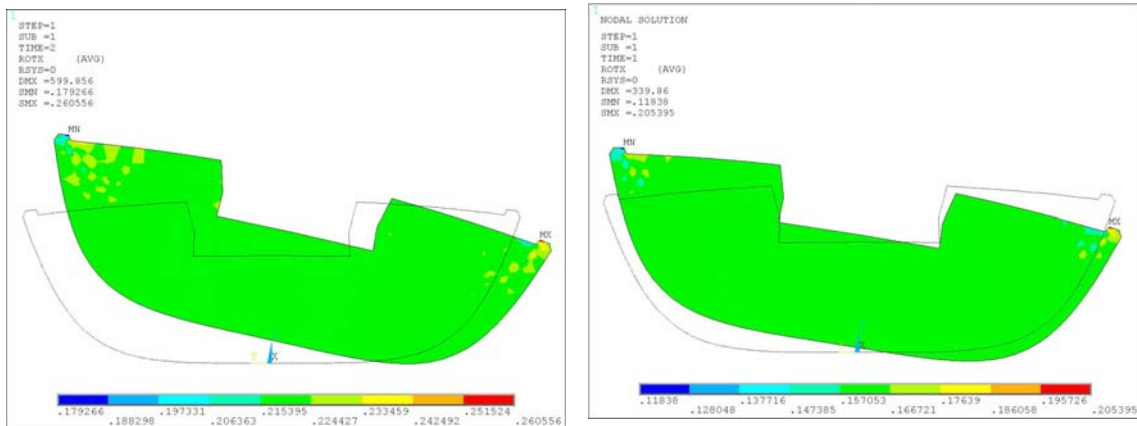 1
STEP=1
SUB =1
TIME=2
ROTX (AVG)
RSYS=0
DMX =599.856
SMN =.179266
SMX =.260556
MN
MX
Y X
.179266 .197331 .215395 .233459 .251524
.188298 .206363 .224427 .242492 .260556
1
NODAL SOLUTION
STEP=1
SUB =1
TIME=1
ROTX (AVG)
RSYS=0
DMX =339.86
SMN =.11838
SMX =.205395
MN
MX
X
.11838 .137716 .157053 .17639 .195726
.128048 .147385 .166721 .186058 .205395